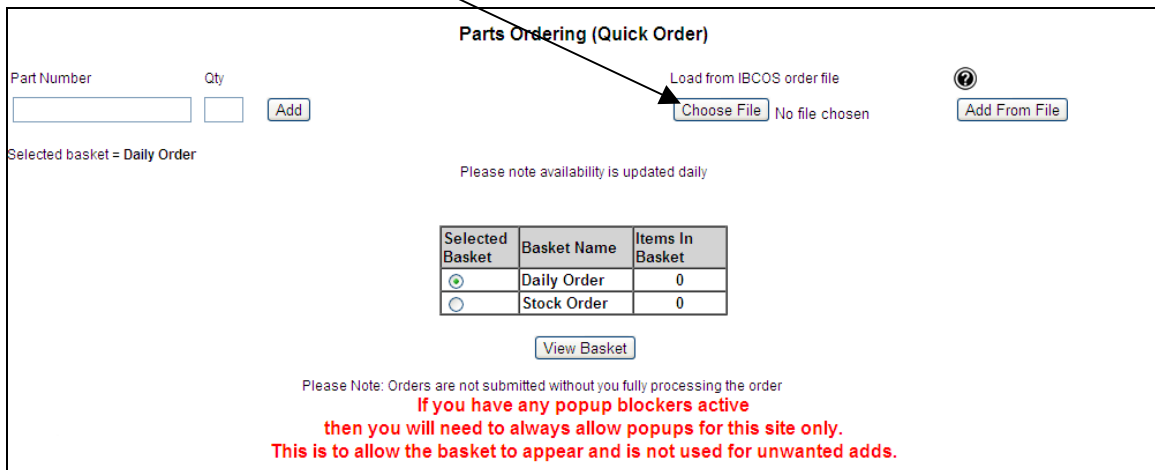 Parts Ordering (Quick Order)
Part Number Qty Load from IBCOS order file ?
Add Choose File No file chosen Add From File
Selected basket = Daily Order
Please note availability is updated daily
Selected Basket Basket Name Items In Basket
Daily Order 0
Stock Order 0
View Basket
Please Note: Orders are not submitted without you fully processing the order
If you have any popup blockers active
then you will need to always allow popups for this site only.
This is to allow the basket to appear and is not used for unwanted adds.